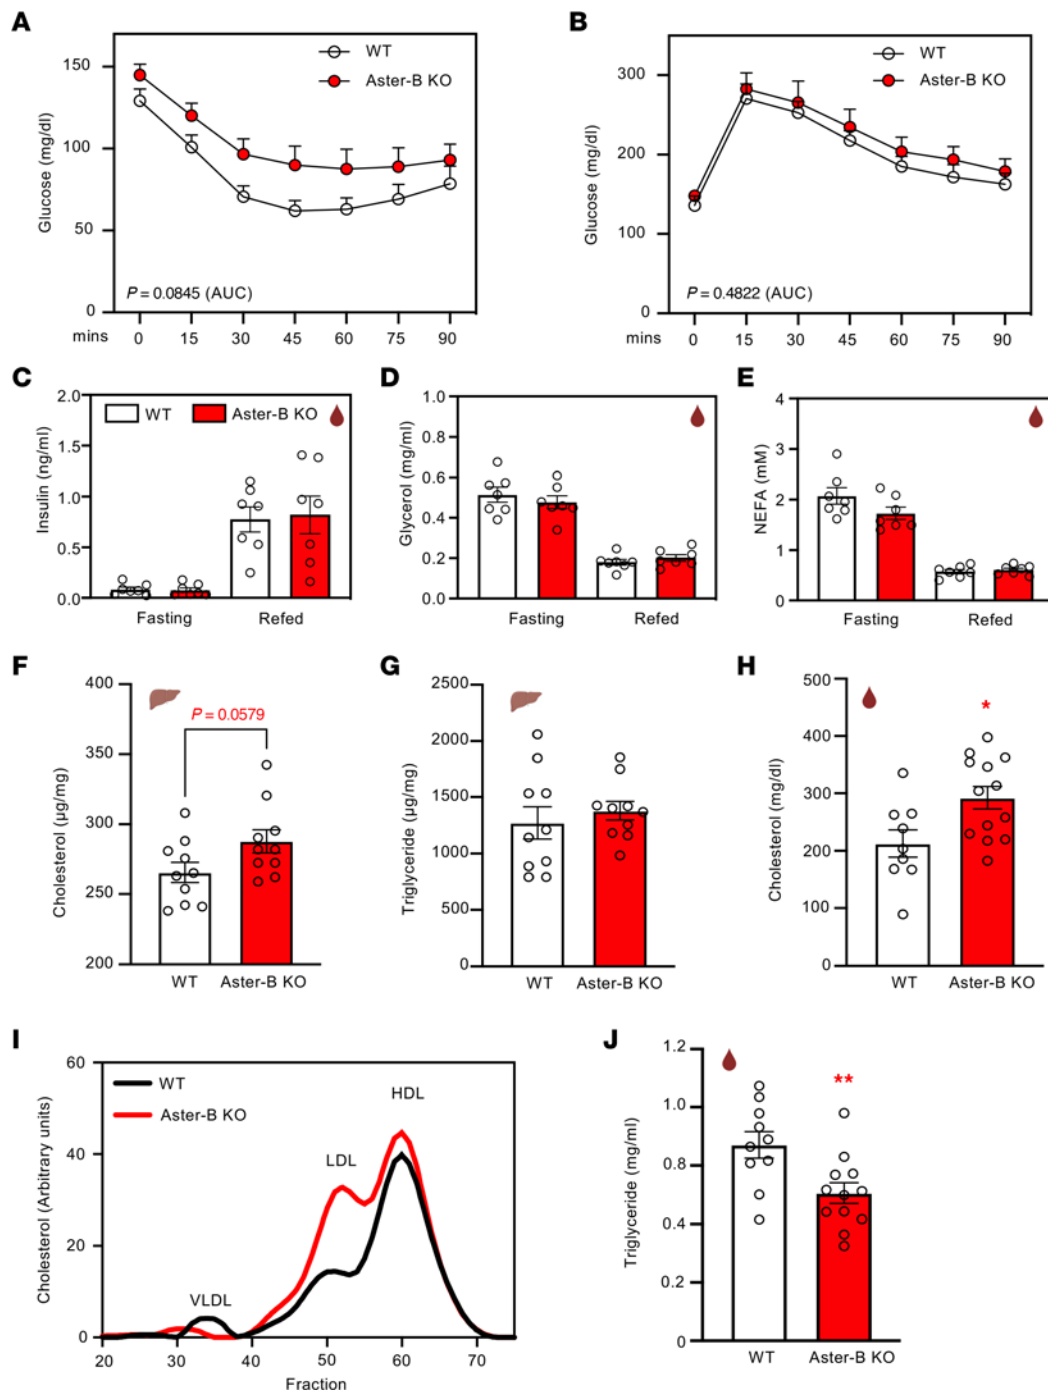 A
Glucose (mg/dl)
150
100
50
0
WT
Aster-B KO
P = 0.0845 (AUC)
mins
0 15 30 45 60 75 90
B
Glucose (mg/dl)
300
200
100
0
WT
Aster-B KO
P = 0.4822 (AUC)
mins
0 15 30 45 60 75 90
C
Insulin (ng/ml)
2.0
1.5
1.0
0.5
0.0
WT Aster-B KO
Fasting Refed
D
Glycerol (mg/ml)
1.0
0.8
0.6
0.4
0.2
0.0
Fasting Refed
E
NEFA (mM)
4
3
2
1
0
Fasting Refed
F
Cholesterol (µg/mg)
400
350
300
250
200
P = 0.0579
WT Aster-B KO
G
Triglyceride (µg/mg)
2500
2000
1500
1000
500
0
WT Aster-B KO
H
Cholesterol (mg/dl)
500
400
300
200
100
0
*
WT Aster-B KO
I
Cholesterol (Arbitrary units)
60
40
20
0
WT
Aster-B KO
HDL
LDL
VLDL
20 30 40 50 60 70
Fraction
J
Triglyceride (mg/ml)
1.2
1.0
0.8
0.4
0.2
0
**
WT Aster-B KO